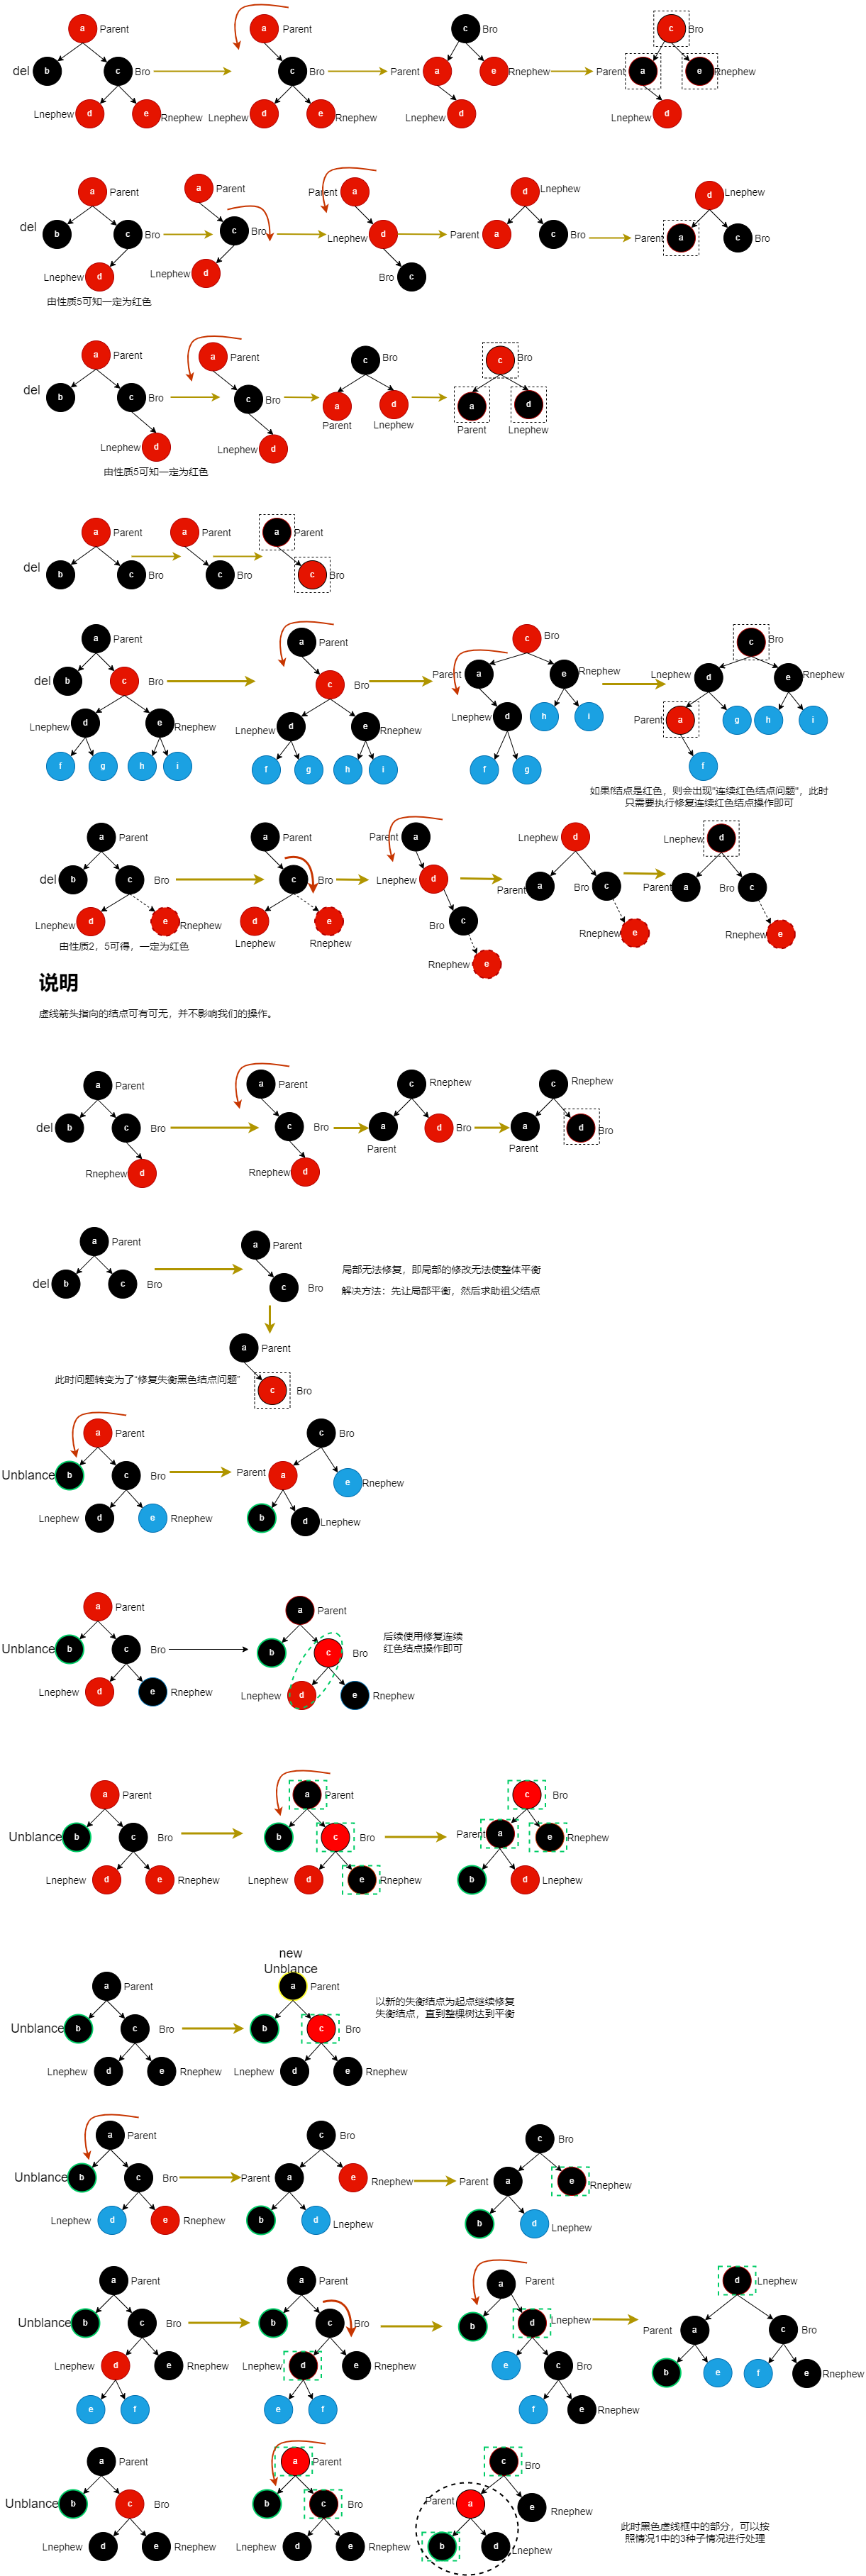 a Parent
del b c Bro
Lnephew d e Rnephew
a Parent
c Bro
Lnephew d e Rnephew
c Bro
Parent a e Rnephew
Lnephew d
c Bro
Parent a e Rnephew
Lnephew d
a Parent
del b c Bro
Lnephew d
由性质5可知一定为红色
a Parent
c Bro
Lnephew d
Parent a
Lnephew d
Bro c
d Lnephew
Parent a c Bro
d Lnephew
Parent a c Bro
a Parent
del b c Bro
Lnephew d
由性质5可知一定为红色
a Parent
c Bro
Lnephew d
c Bro
a d
Parent Lnephew
c Bro
a d
Parent Lnephew
a Parent
del b c Bro
a Parent
c Bro
a Parent
c Bro
a Parent
del b c Bro
Lnephew d e Rnephew
f g h i
a Parent
c Bro
Lnephew d e Rnephew
f g h i
c Bro
Parent a e Rnephew
Lnephew d h i
f g
c Bro
Lnephew d e Rnephew
Parent a g h i
f
如果f结点是红色，则会出现"连续红色结点问题"，此时
只需要执行修复连续红色结点操作即可
a Parent
del b c Bro
Lnephew d e Rnephew
由性质2，5可得，一定为红色
a Parent
c Bro
d e
Lnephew Rnephew
Parent a
Lnephew d
Bro c
Rnephew e
Lnephew d
Parent a Bro c
Rnephew e
Lnephew d
Parent a Bro c
Rnephew e
说明
虚线箭头指向的结点可有可无，并不影响我们的操作。
a Parent
del b c Bro
Rnephew d
a Parent
c Bro
Rnephew d
c Rnephew
a d Bro
Parent
c Rnephew
a d Bro
Parent
a Parent
del b c Bro
a Parent
c Bro
局部无法修复，即局部的修改无法使整体平衡
解决方法：先让局部平衡，然后求助祖父结点
a Parent
此时问题转变为了"修复失衡黑色结点问题"
c Bro
a Parent
Unblance b c Bro
Lnephew d e Rnephew
c Bro
Parent a e Rnephew
b d Lnephew
a Parent
Unblance b c Bro
Lnephew d e Rnephew
a Parent
b c Bro
Lnephew d e Rnephew
后续使用修复连续
红色结点操作即可
a Parent
Unblance b c Bro
Lnephew d e Rnephew
a Parent
b c Bro
Lnephew d e Rnephew
c Bro
Parent a e Rnephew
b d Lnephew
a Parent
Unblance b c Bro
Lnephew d e Rnephew
new
Unblance
a Parent
b c Bro
Lnephew d e Rnephew
以新的失衡结点为起点继续修复
失衡结点，直到整棵树达到平衡
a Parent
Unblance b c Bro
Lnephew d e Rnephew
c Bro
Parent a e Rnephew
b d Lnephew
c Bro
Parent a e Rnephew
b d Lnephew
a Parent
Unblance b c Bro
Lnephew d e Rnephew
e f
a Parent
b c Bro
Lnephew d e Rnephew
e f
a Parent
b d Lnephew
e c Bro
f e Rnephew
d Lnephew
Parent a c Bro
b e f e Rnephew
a Parent
Unblance b c Bro
Lnephew d e Rnephew
a Parent
b c Bro
Lnephew d e Rnephew
c Bro
Parent a e Rnephew
b d Lnephew
此时黑色虚线框中的部分，可以按
照情况1中的3种子情况进行处理